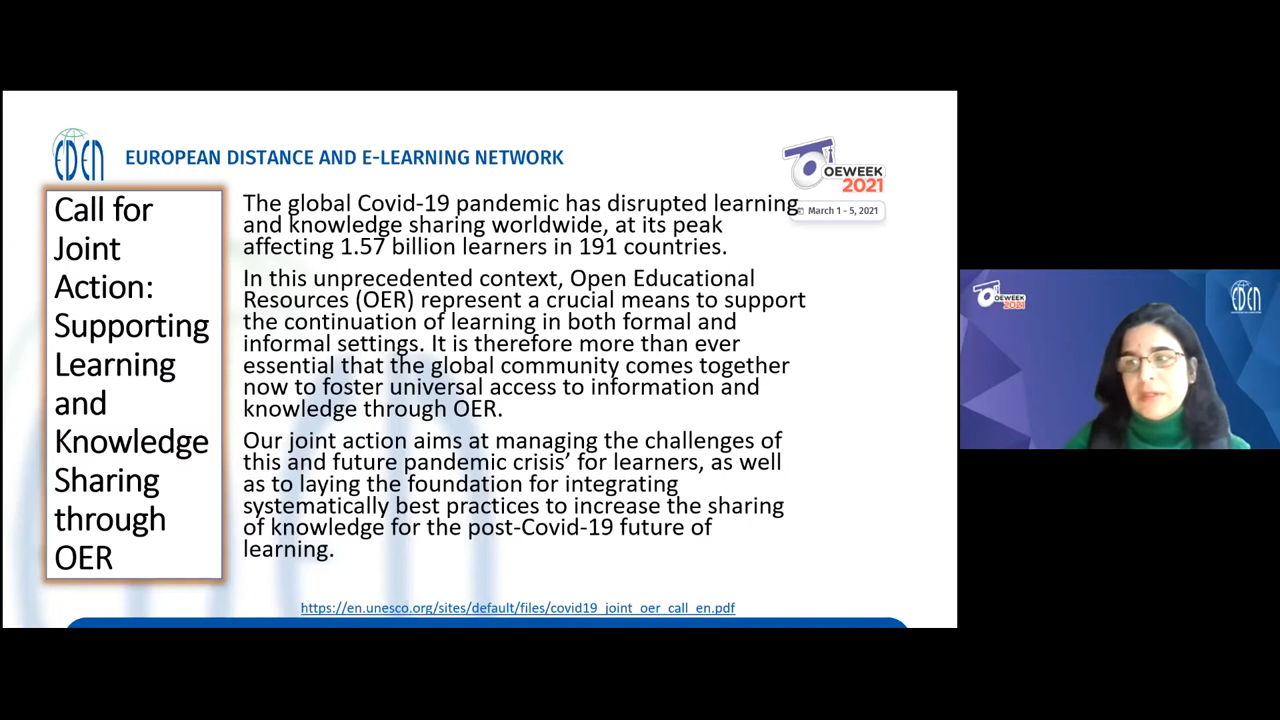 EDEN
EUROPEAN DISTANCE AND E-LEARNING NETWORK
OEWEEK
2021
March 1 - 5, 2021
Call for
Joint
Action:
Supporting
Learning
and
Knowledge
Sharing
through
OER
The global Covid-19 pandemic has disrupted learning
and knowledge sharing worldwide, at its peak
affecting 1.57 billion learners in 191 countries.
In this unprecedented context, Open Educational
Resources (OER) represent a crucial means to support
the continuation of learning in both formal and
informal settings. It is therefore more than ever
essential that the global community comes together
now to foster universal access to information and
knowledge through OER.
Our joint action aims at managing the challenges of
this and future pandemic crisis’ for learners, as well
as to laying the foundation for integrating
systematically best practices to increase the sharing
of knowledge for the post-Covid-19 future of
learning.
https://en.unesco.org/sites/default/files/covid19_joint_oer_call_en.pdf
OEWEEK
2021
EDEN